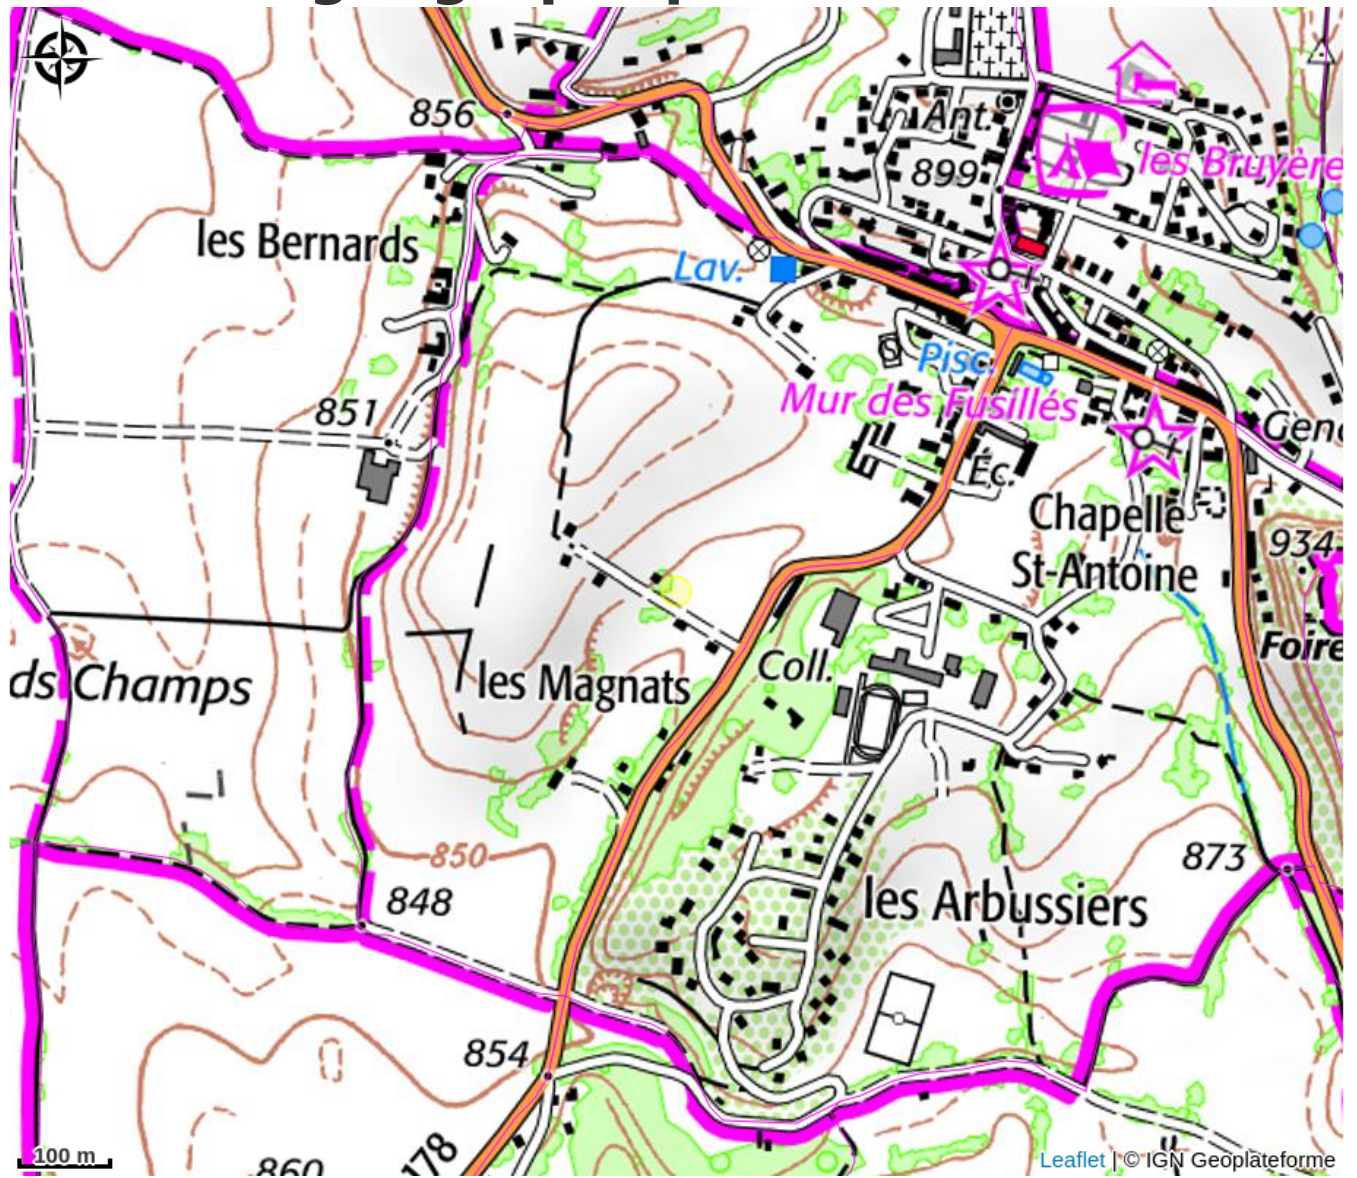 856
Ant.
899
les Bruyère
les Bernards
Lav.
Pisc.
Mur des Fusillés
851
Gend
Éc.
Chapelle
St-Antoine
934
Foire
ds Champs
les Magnats
Coll.
850
873
848
les Arbussiers
854
178
860
100 m
Leaflet | © IGN Geoplateforme